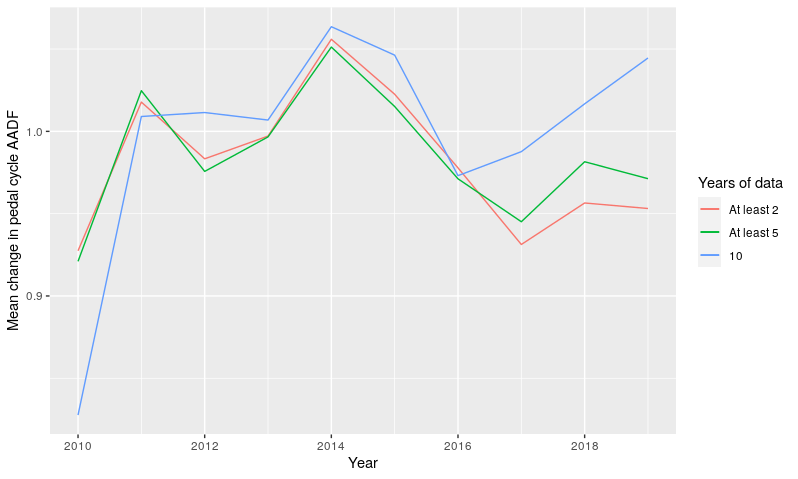 Mean change in pedal cycle AADF
1.0
0.9
2010 2012 2014 2016 2018
Year
Years of data
At least 2
At least 5
10